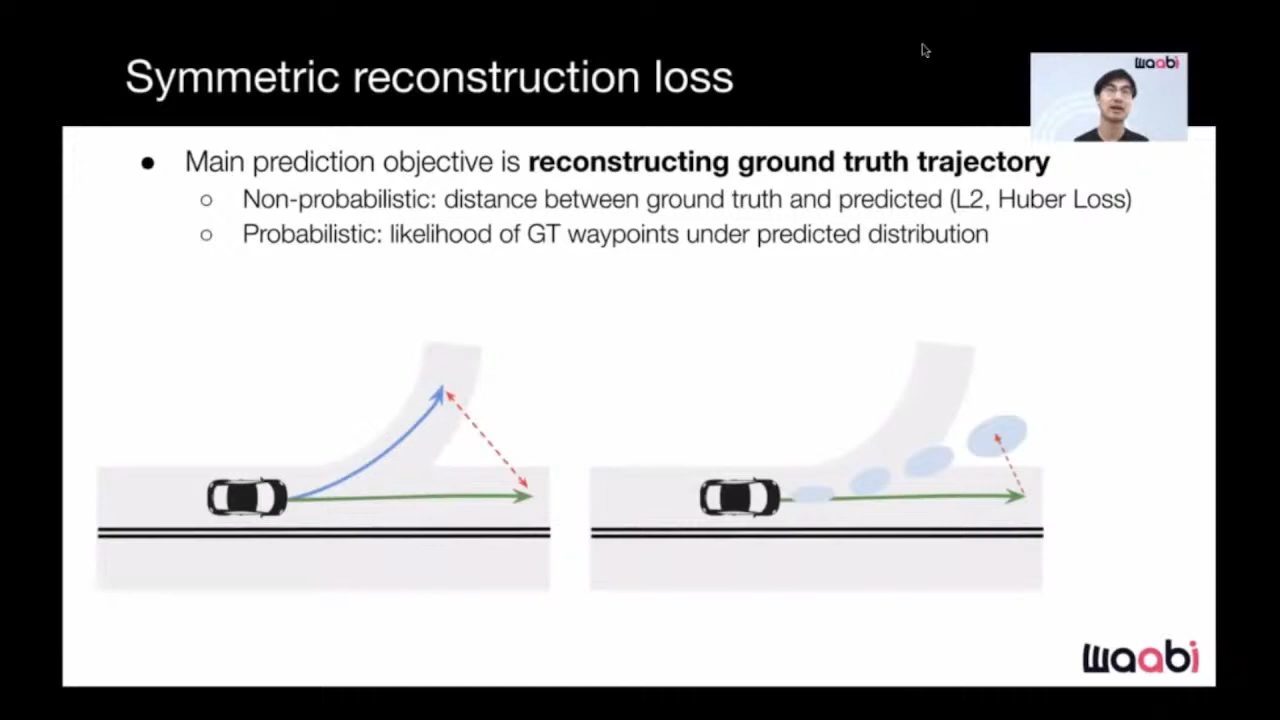 Symmetric reconstruction loss
waabi
● Main prediction objective is reconstructing ground truth trajectory
○ Non-probabilistic: distance between ground truth and predicted (L2, Huber Loss)
○ Probabilistic: likelihood of GT waypoints under predicted distribution
waabi